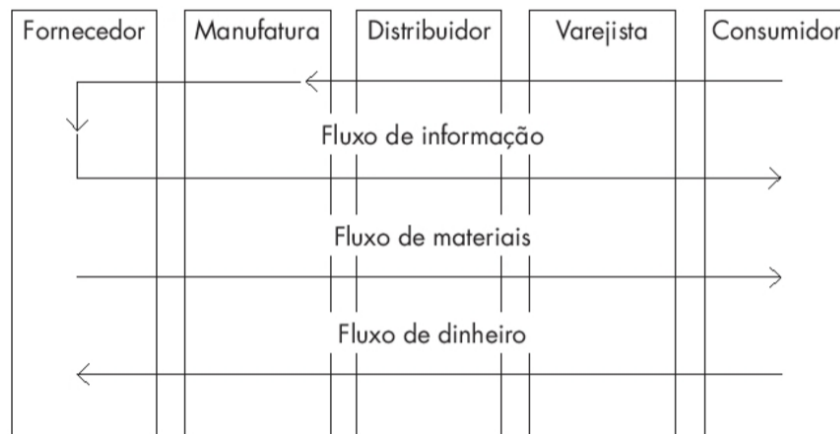 Fornecedor Manufatura Distribuidor Varejista Consumidor
Fluxo de informação
Fluxo de materiais
Fluxo de dinheiro